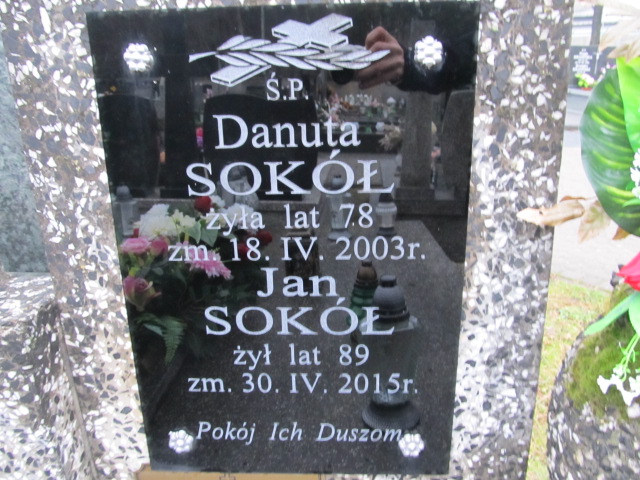 Ś.P.
Danuta
SOKÓŁ
żyła lat 78
zm. 18. IV. 2003r.
Jan
SOKÓŁ
żył lat 89
zm. 30. IV. 2015r.
Pokój Ich Duszom